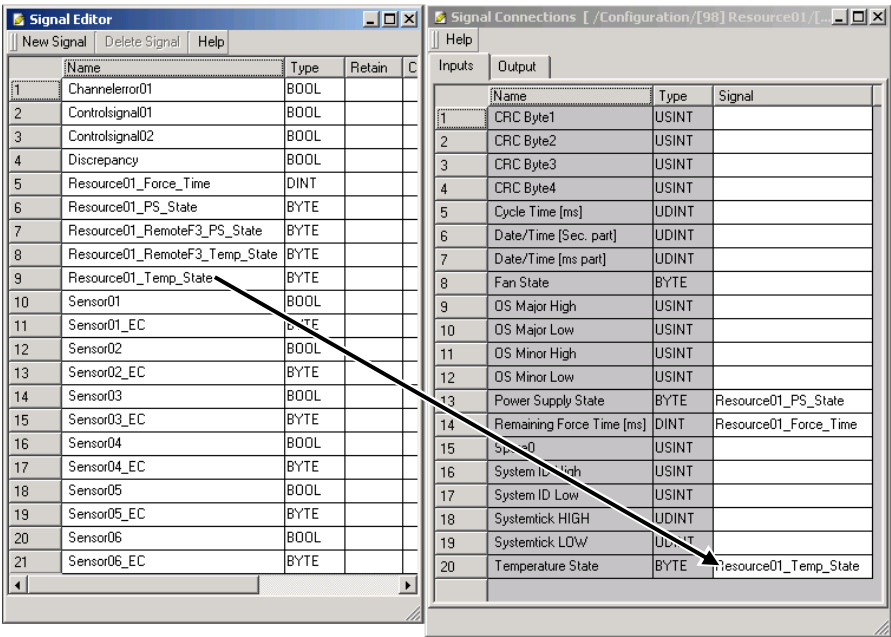 Signal Editor
New Signal Delete Signal Help
Name Type Retain C
1 Channelerror01 BOOL
2 Controlsignal01 BOOL
3 Controlsignal02 BOOL
4 Discrepancy BOOL
5 Resource01_Force_Time DINT
6 Resource01_PS_State BYTE
7 Resource01_RemoteF3_PS_State BYTE
8 Resource01_RemoteF3_Temp_State BYTE
9 Resource01_Temp_State BYTE
10 Sensor01 BOOL
11 Sensor01_EC BYTE
12 Sensor02 BOOL
13 Sensor02_EC BYTE
14 Sensor03 BOOL
15 Sensor03_EC BYTE
16 Sensor04 BOOL
17 Sensor04_EC BYTE
18 Sensor05 BOOL
19 Sensor05_EC BYTE
20 Sensor06 BOOL
21 Sensor06_EC BYTE
Signal Connections [ /Configuration/[98] Resource01/[...
Help
Inputs Output
Name Type Signal
1 CRC Byte1 USINT
2 CRC Byte2 USINT
3 CRC Byte3 USINT
4 CRC Byte4 USINT
5 Cycle Time [ms] UDINT
6 Date/Time [Sec. part] UDINT
7 Date/Time [ms part] UDINT
8 Fan State BYTE
9 OS Major High USINT
10 OS Major Low USINT
11 OS Minor High USINT
12 OS Minor Low USINT
13 Power Supply State BYTE Resource01_PS_State
14 Remaining Force Time [ms] DINT Resource01_Force_Time
15 Spare0 USINT
16 System ID High USINT
17 System ID Low USINT
18 Systemtick HIGH UDINT
19 Systemtick LOW UDINT
20 Temperature State BYTE Resource01_Temp_State